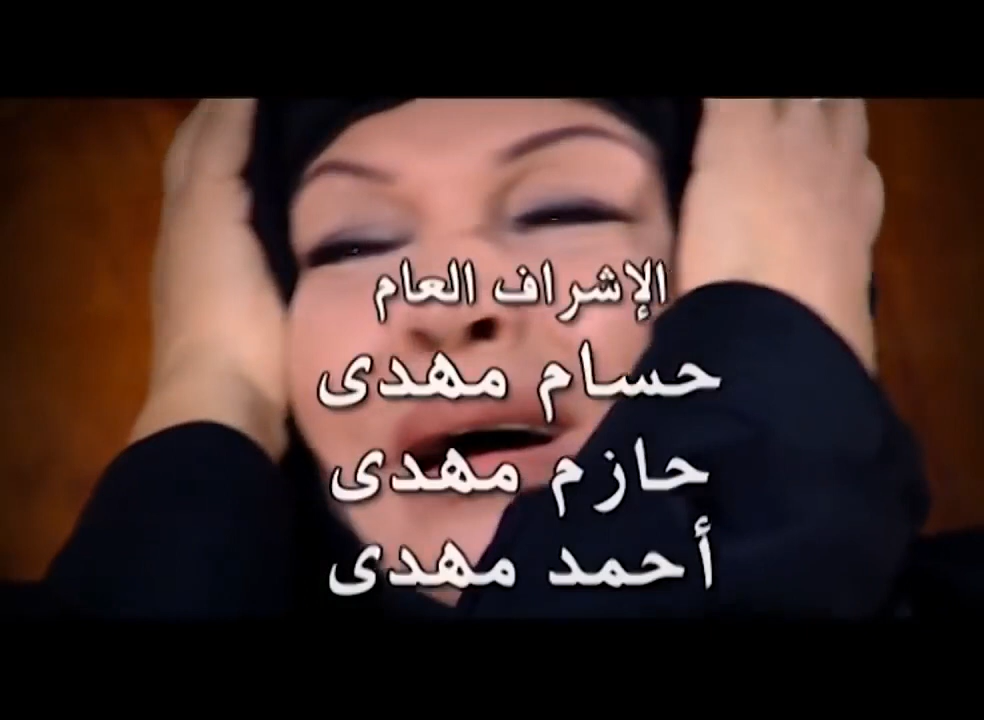 الإشراف العام
حسام مهدى
حازم مهدى
أحمد مهدى